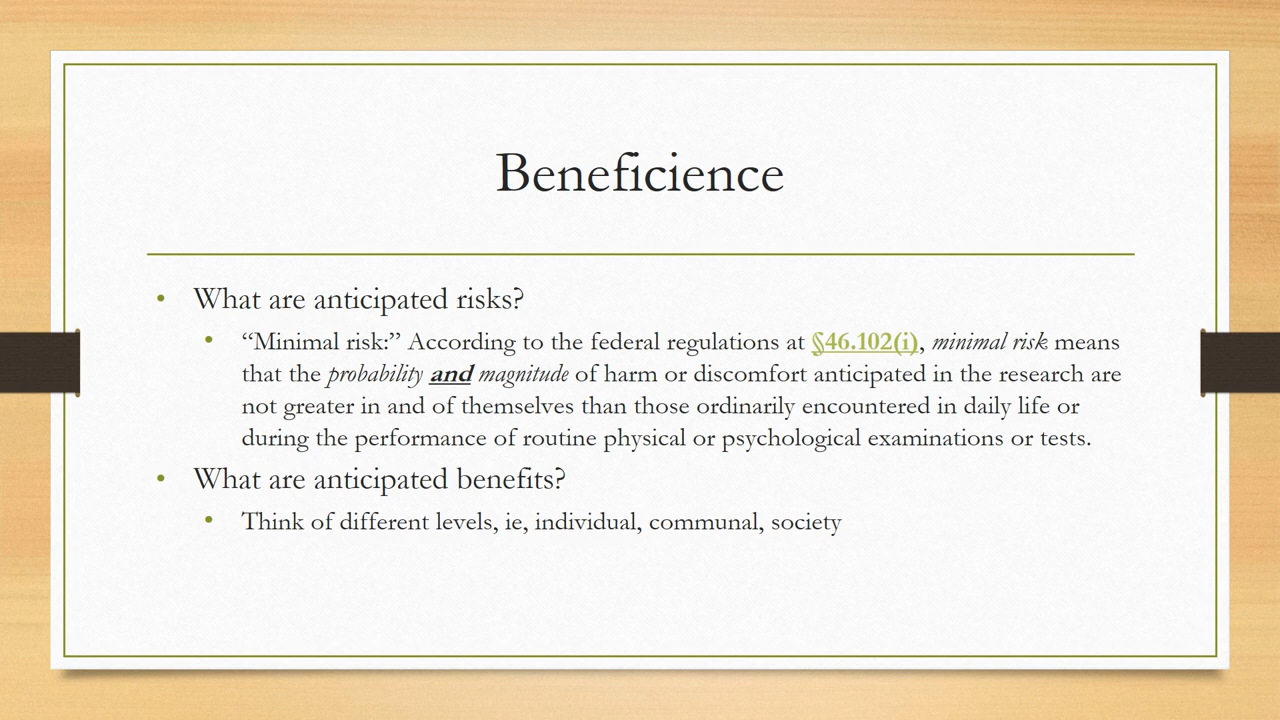 Beneficience
• What are anticipated risks?
• “Minimal risk:” According to the federal regulations at §46.102(i), minimal risk means
that the probability and magnitude of harm or discomfort anticipated in the research are
not greater in and of themselves than those ordinarily encountered in daily life or
during the performance of routine physical or psychological examinations or tests.
• What are anticipated benefits?
• Think of different levels, ie, individual, communal, society